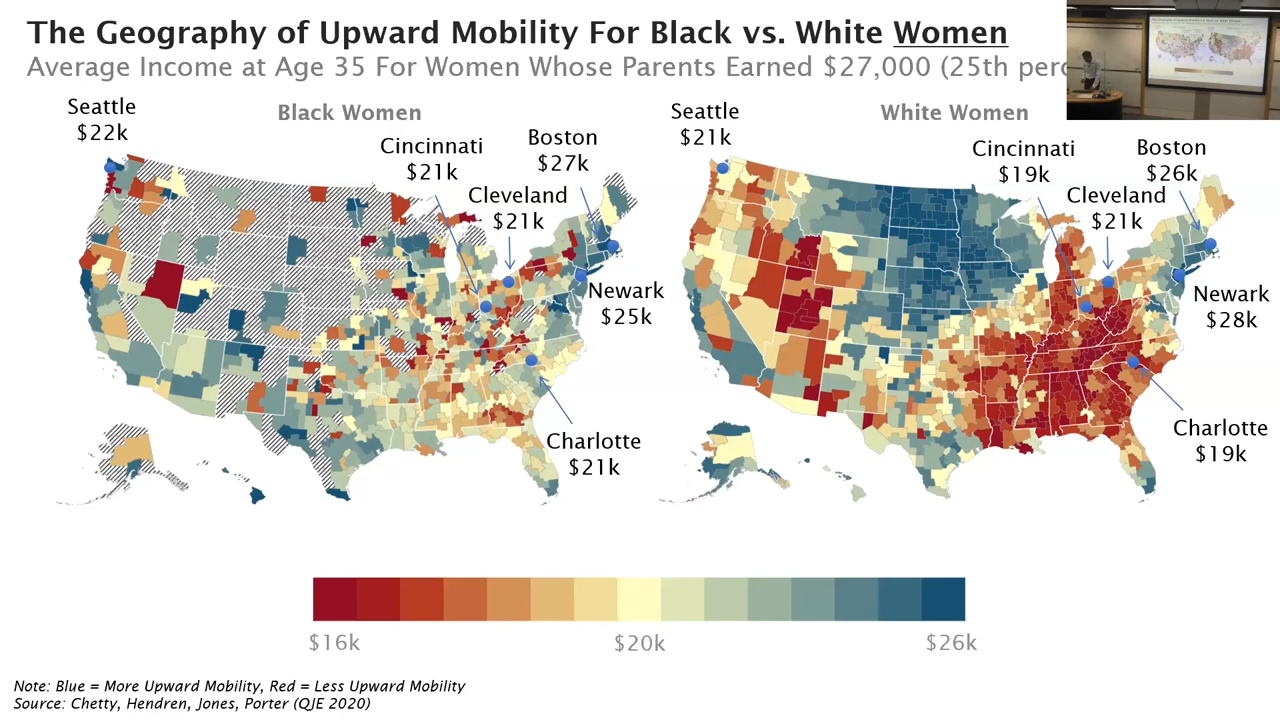 The Geography of Upward Mobility For Black vs. White Women
Average Income at Age 35 For Women Whose Parents Earned $27,000 (25th perc
Black Women
White Women
Seattle
$22k
Cincinnati
$21k
Boston
$27k
Cleveland
$21k
Newark
$25k
Charlotte
$21k
Seattle
$21k
Cincinnati
$19k
Boston
$26k
Cleveland
$21k
Newark
$28k
Charlotte
$19k
$16k
$20k
$26k
Note: Blue = More Upward Mobility, Red = Less Upward Mobility
Source: Chetty, Hendren, Jones, Porter (QJE 2020)